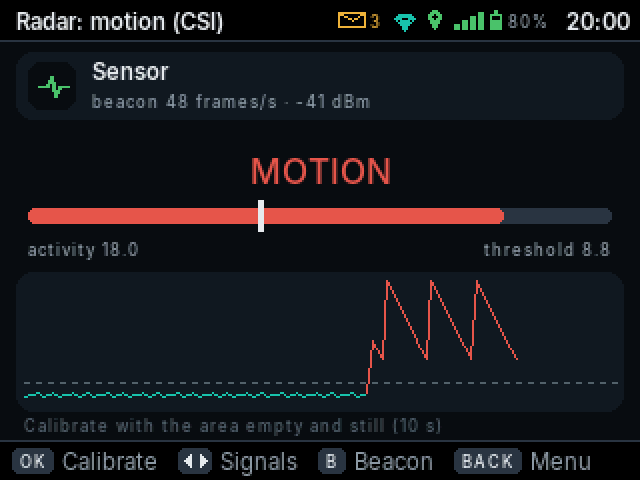 Radar: motion (CSI) 3 80% 20:00
Sensor
beacon 48 frames/s · -41 dBm
MOTION
activity 18.0 threshold 8.8
Calibrate with the area empty and still (10 s)
OK Calibrate Signals B Beacon BACK Menu